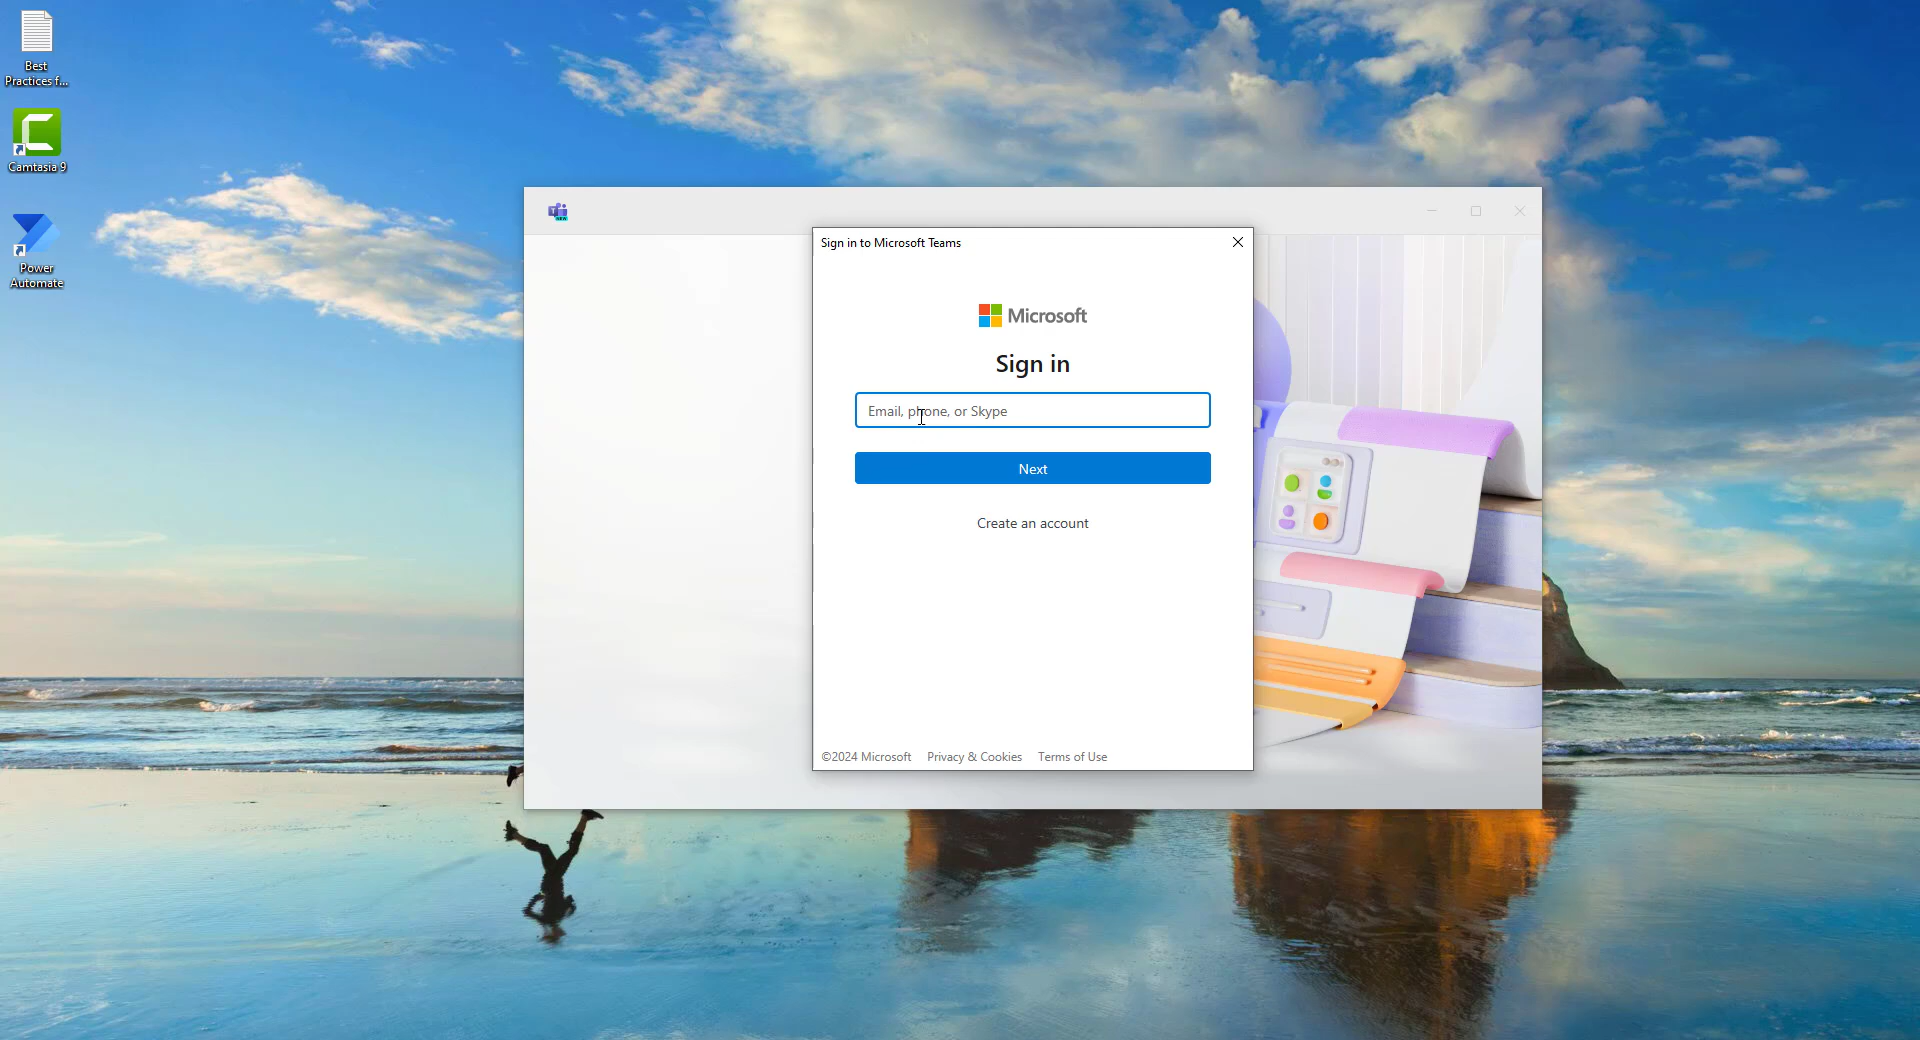 Best
Practices f...
Camtasia 9
Power
Automate
NEW
Sign in to Microsoft Teams
Microsoft
Sign in
Email, phone, or Skype
Next
Create an account
©2024 Microsoft Privacy & Cookies Terms of Use